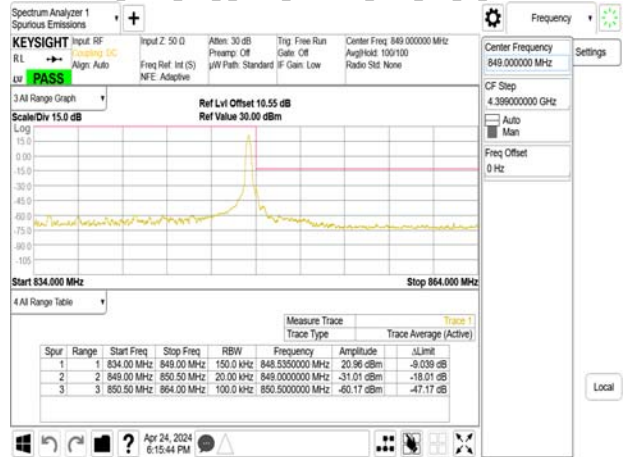 Spectrum Analyzer 1
Spurious Emissions
Frequency
KEYSIGHT
Input: RF
Coupling: DC
Align: Auto
Input Z: 50 Ω
Freq Ref: Int (S)
NFE: Adaptive
Atten: 30 dB
Preamp: Off
µW Path: Standard
Trig: Free Run
Gate: Off
IF Gain: Low
Center Freq: 849.000000 MHz
Avg|Hold: 100/100
Radio Std: None
RL
PASS
Center Frequency
849.000000 MHz
Settings
CF Step
4.399000000 GHz
Auto
Man
Freq Offset
0 Hz
3 All Range Graph
Scale/Div 15.0 dB
Ref Lvl Offset 10.55 dB
Ref Value 30.00 dBm
Log
15.0
0.00
-15.0
-30.0
-45.0
-60.0
-75.0
-90.0
-105
Start 834.000 MHz
Stop 864.000 MHz
4 All Range Table
Measure Trace Trace 1
Trace Type Trace Average (Active)
Spur Range Start Freq Stop Freq RBW Frequency Amplitude ΔLimit
1 1 834.00 MHz 849.00 MHz 150.0 kHz 848.5350000 MHz 20.96 dBm -9.039 dB
2 2 849.00 MHz 850.50 MHz 20.00 kHz 849.0000000 MHz -31.01 dBm -18.01 dB
3 3 850.50 MHz 864.00 MHz 100.0 kHz 850.5000000 MHz -60.17 dBm -47.17 dB
Local
Apr 24, 2024
6:15:44 PM